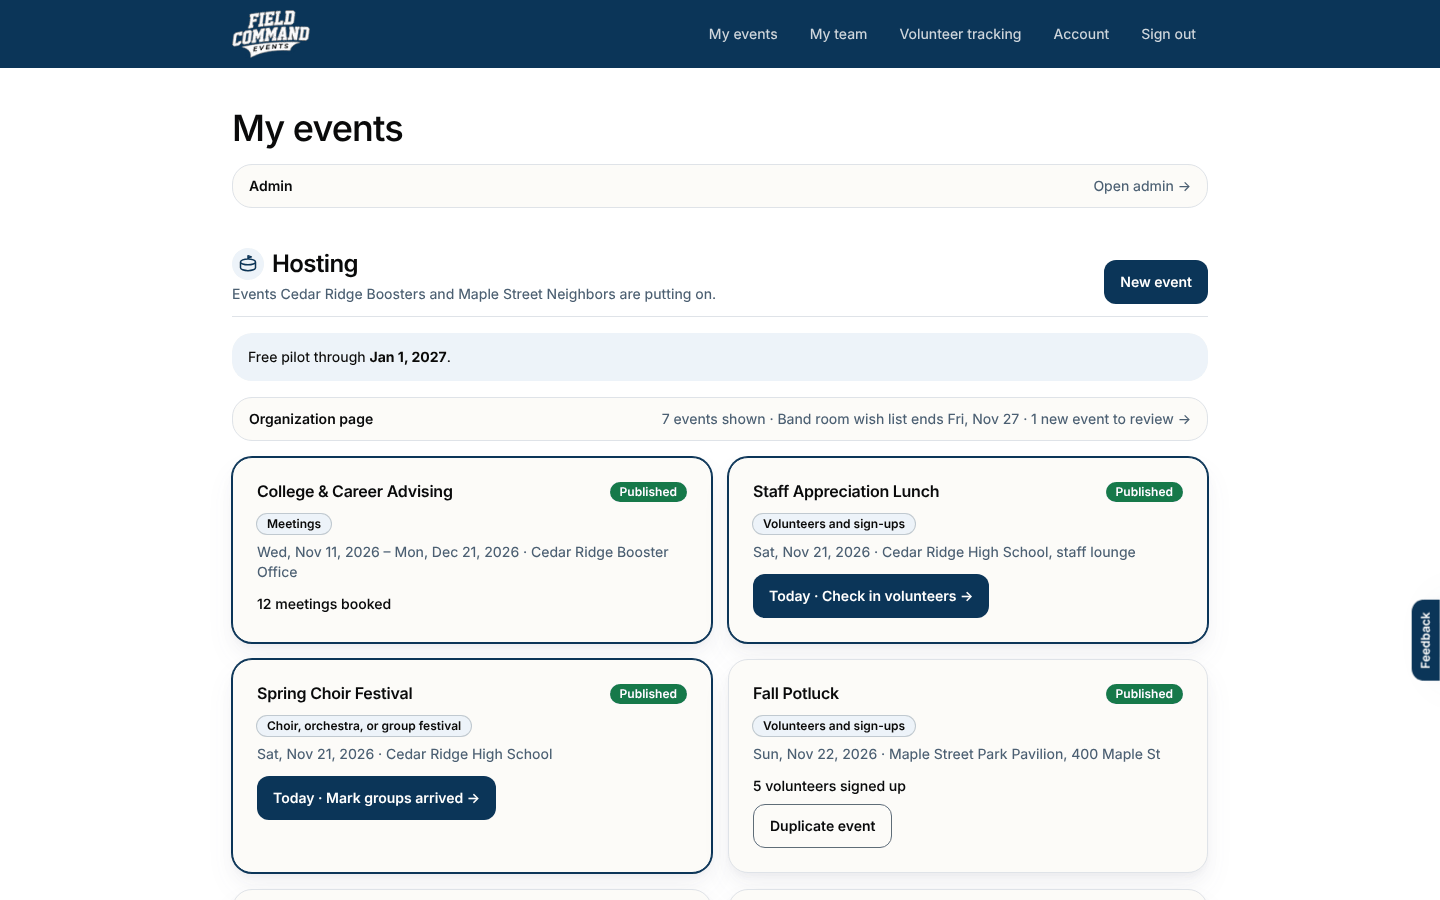 FIELD
COMMAND
EVENTS
My events
My team
Volunteer tracking
Account
Sign out
My events
Admin
Open admin →
Hosting
Events Cedar Ridge Boosters and Maple Street Neighbors are putting on.
New event
Free pilot through Jan 1, 2027.
Organization page
7 events shown · Band room wish list ends Fri, Nov 27 · 1 new event to review →
College & Career Advising
Published
Meetings
Wed, Nov 11, 2026 – Mon, Dec 21, 2026 · Cedar Ridge Booster
Office
12 meetings booked
Staff Appreciation Lunch
Published
Volunteers and sign-ups
Sat, Nov 21, 2026 · Cedar Ridge High School, staff lounge
Today · Check in volunteers →
Spring Choir Festival
Published
Choir, orchestra, or group festival
Sat, Nov 21, 2026 · Cedar Ridge High School
Today · Mark groups arrived →
Fall Potluck
Published
Volunteers and sign-ups
Sun, Nov 22, 2026 · Maple Street Park Pavilion, 400 Maple St
5 volunteers signed up
Duplicate event
Feedback